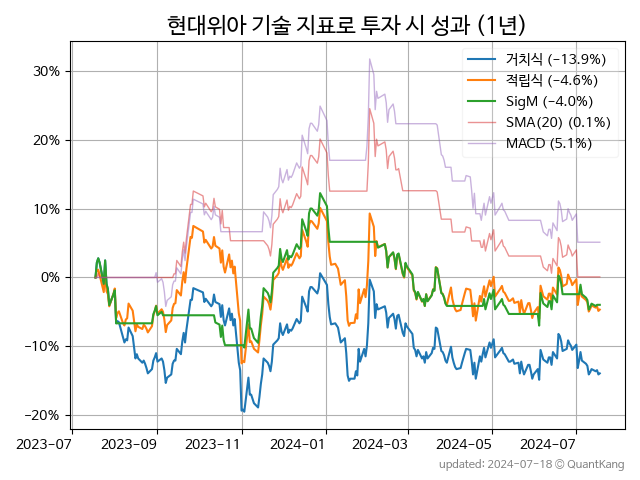 현대위아 기술 지표로 투자 시 성과 (1년)
거치식 (−13.9%)
적립식 (−4.6%)
SigM (−4.0%)
SMA(20) (0.1%)
MACD (5.1%)
30%
20%
10%
0%
−10%
−20%
2023-07 2023-09 2023-11 2024-01 2024-03 2024-05 2024-07
updated: 2024-07-18 © QuantKang